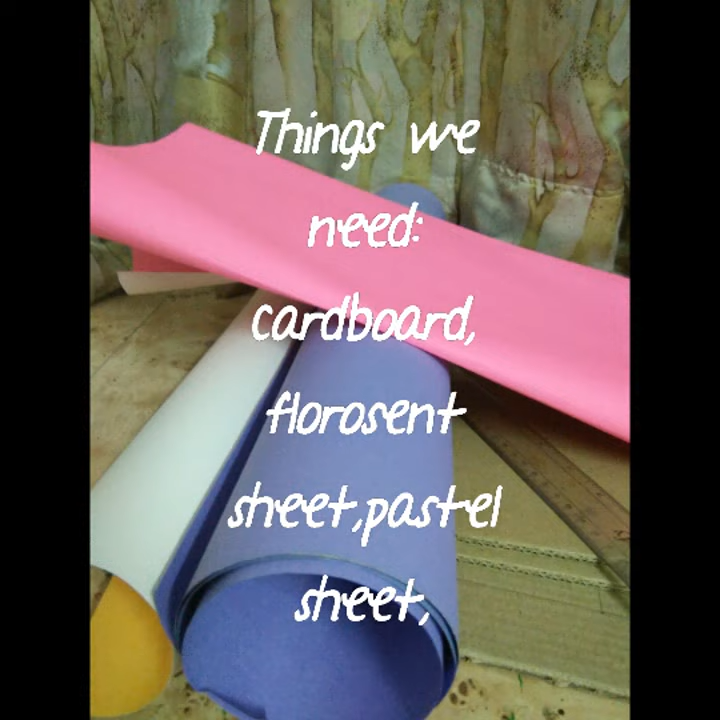 Things we
need:
cardboard,
florosent
sheet,pastel
sheet,